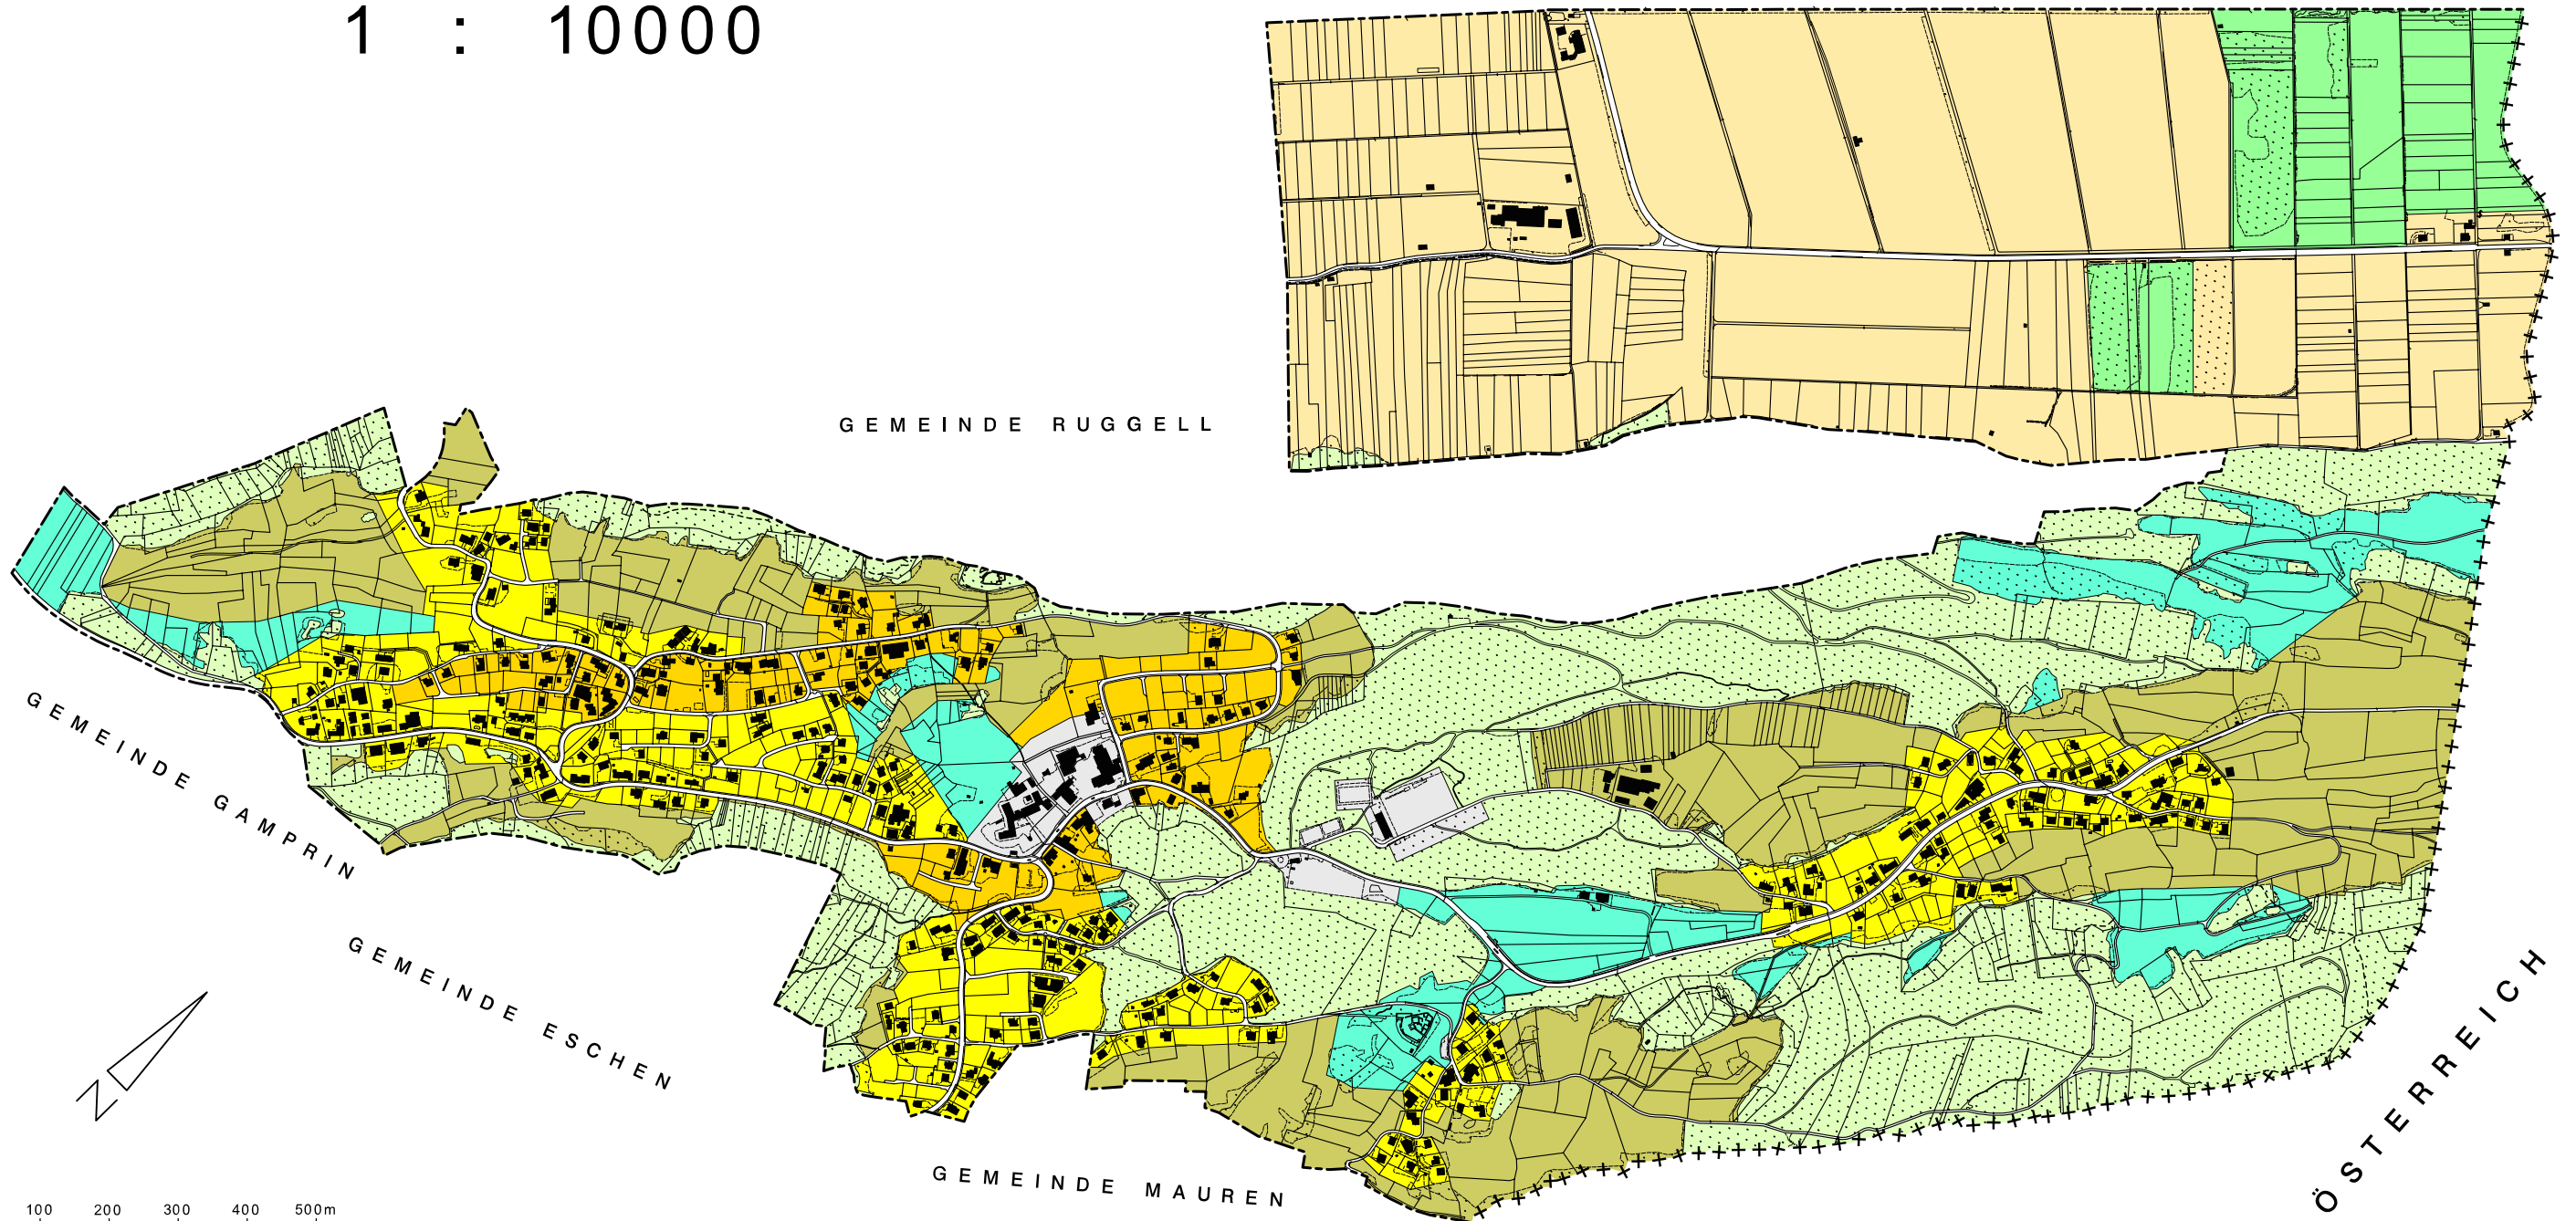 1 : 10000
GEMEINDE RUGGELL
GEMEINDE GAMPRIN
GEMEINDE ESCHEN
GEMEINDE MAUREN
ÖSTERREICH
N
100 200 300 400 500m